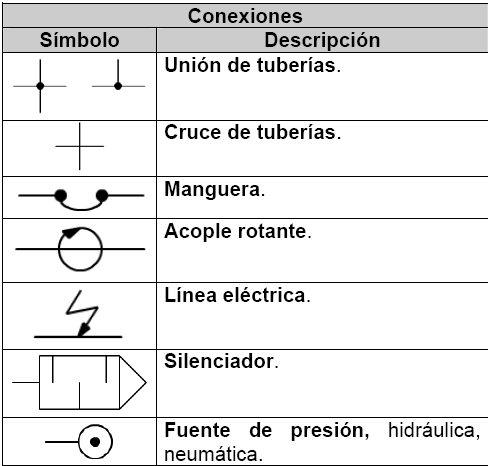 Conexiones
Símbolo Descripción
Unión de tuberías.
Cruce de tuberías.
Manguera.
Acople rotante.
Línea eléctrica.
Silenciador.
Fuente de presión, hidráulica,
neumática.